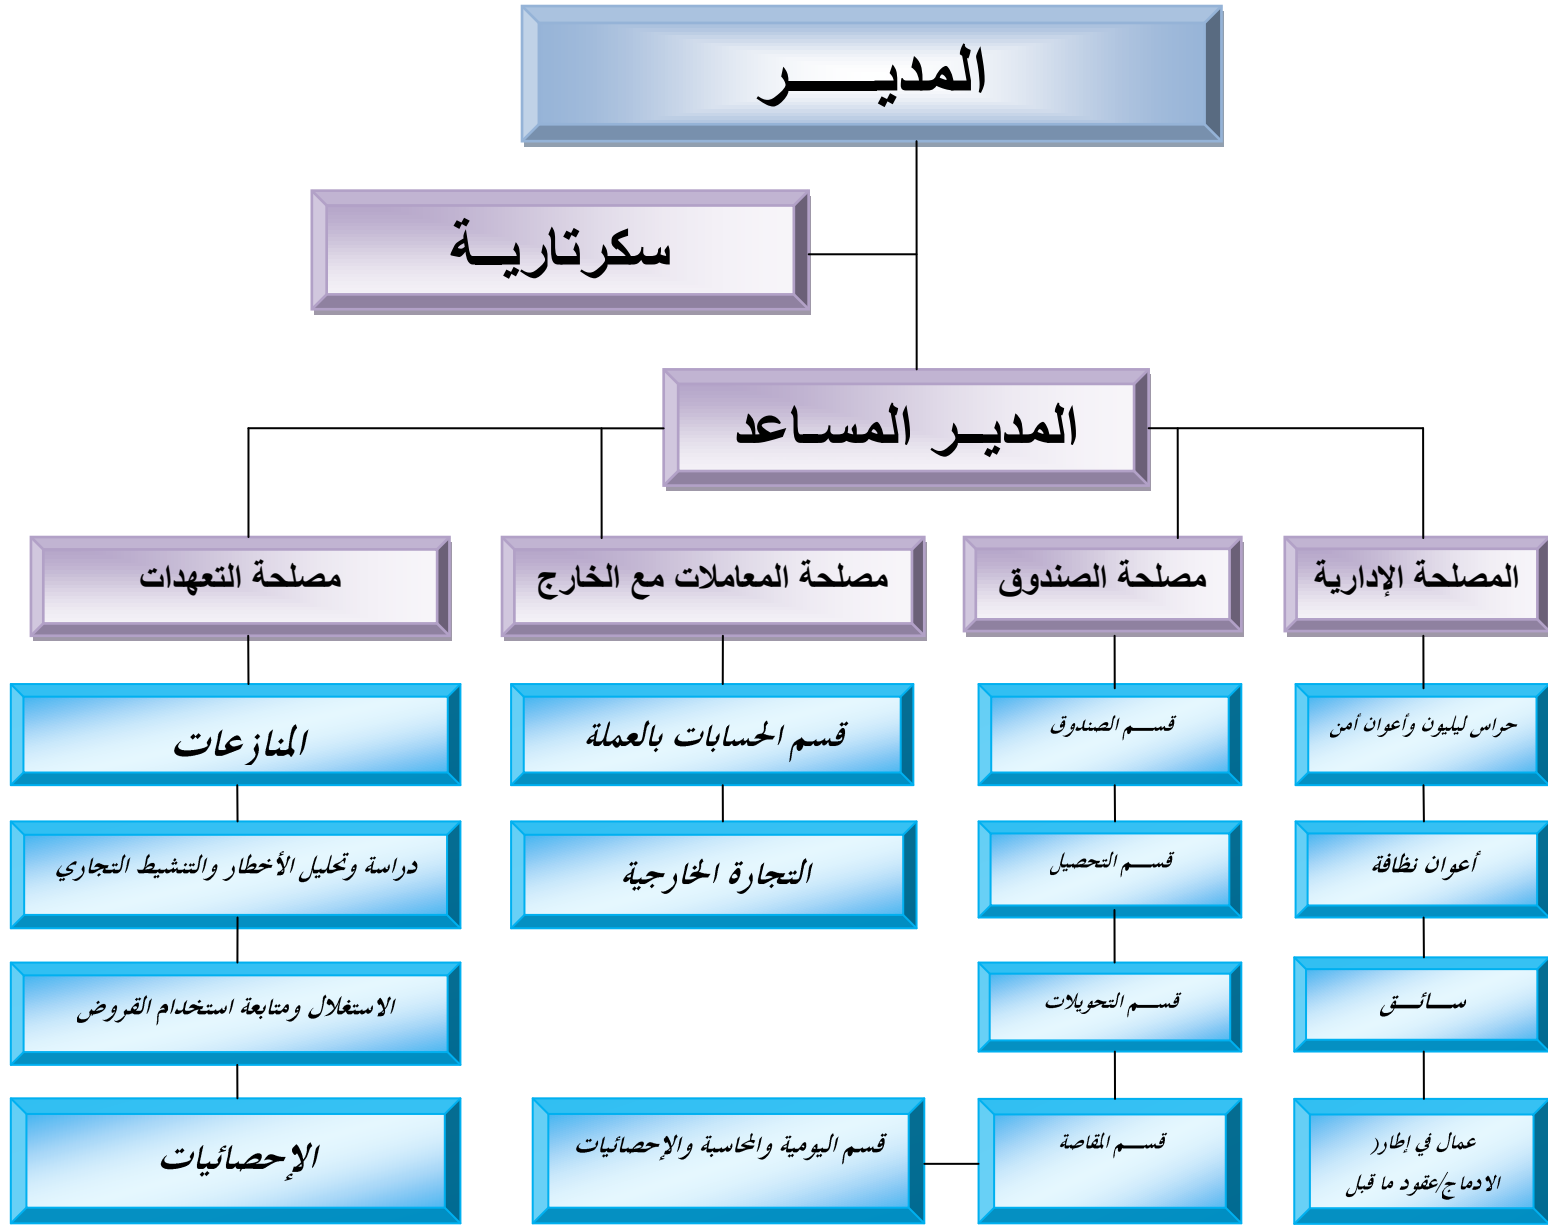 المديـــــر
سكرتاريــة
المديــر المساعد
المصلحة الإدارية
مصلحة الصندوق
مصلحة المعاملات مع الخارج
مصلحة التعهدات
حراس ليليون وأعوان أمن
قســم الصندوق
قسم الحسابات بالعملة
المنازعات
أعوان نظافة
قســم التحصيل
التجارة الخارجية
دراسة وتحليل الأخطار والتنشيط التجاري
ســائــق
قســم التحويلات
الاستغلال ومتابعة استخدام القروض
عمال في إطار(
الادماج/عقود ما قبل
قســم المقاصة
قسم اليومية والمحاسبة والإحصائيات
الإحصائيات